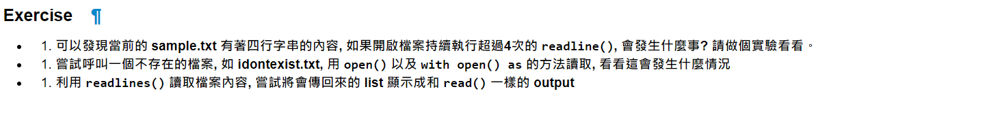 Exercise ¶
• 1. 可以發現當前的 sample.txt 有著四行字串的內容, 如果開啟檔案持續執行超過4次的 readline(), 會發生什麼事? 請做個實驗看看。
• 1. 嘗試呼叫一個不存在的檔案, 如 idontexist.txt, 用 open() 以及 with open() as 的方法讀取, 看看這會發生什麼情況
• 1. 利用 readlines() 讀取檔案內容, 嘗試將會傳回來的 list 顯示成和 read() 一樣的 output